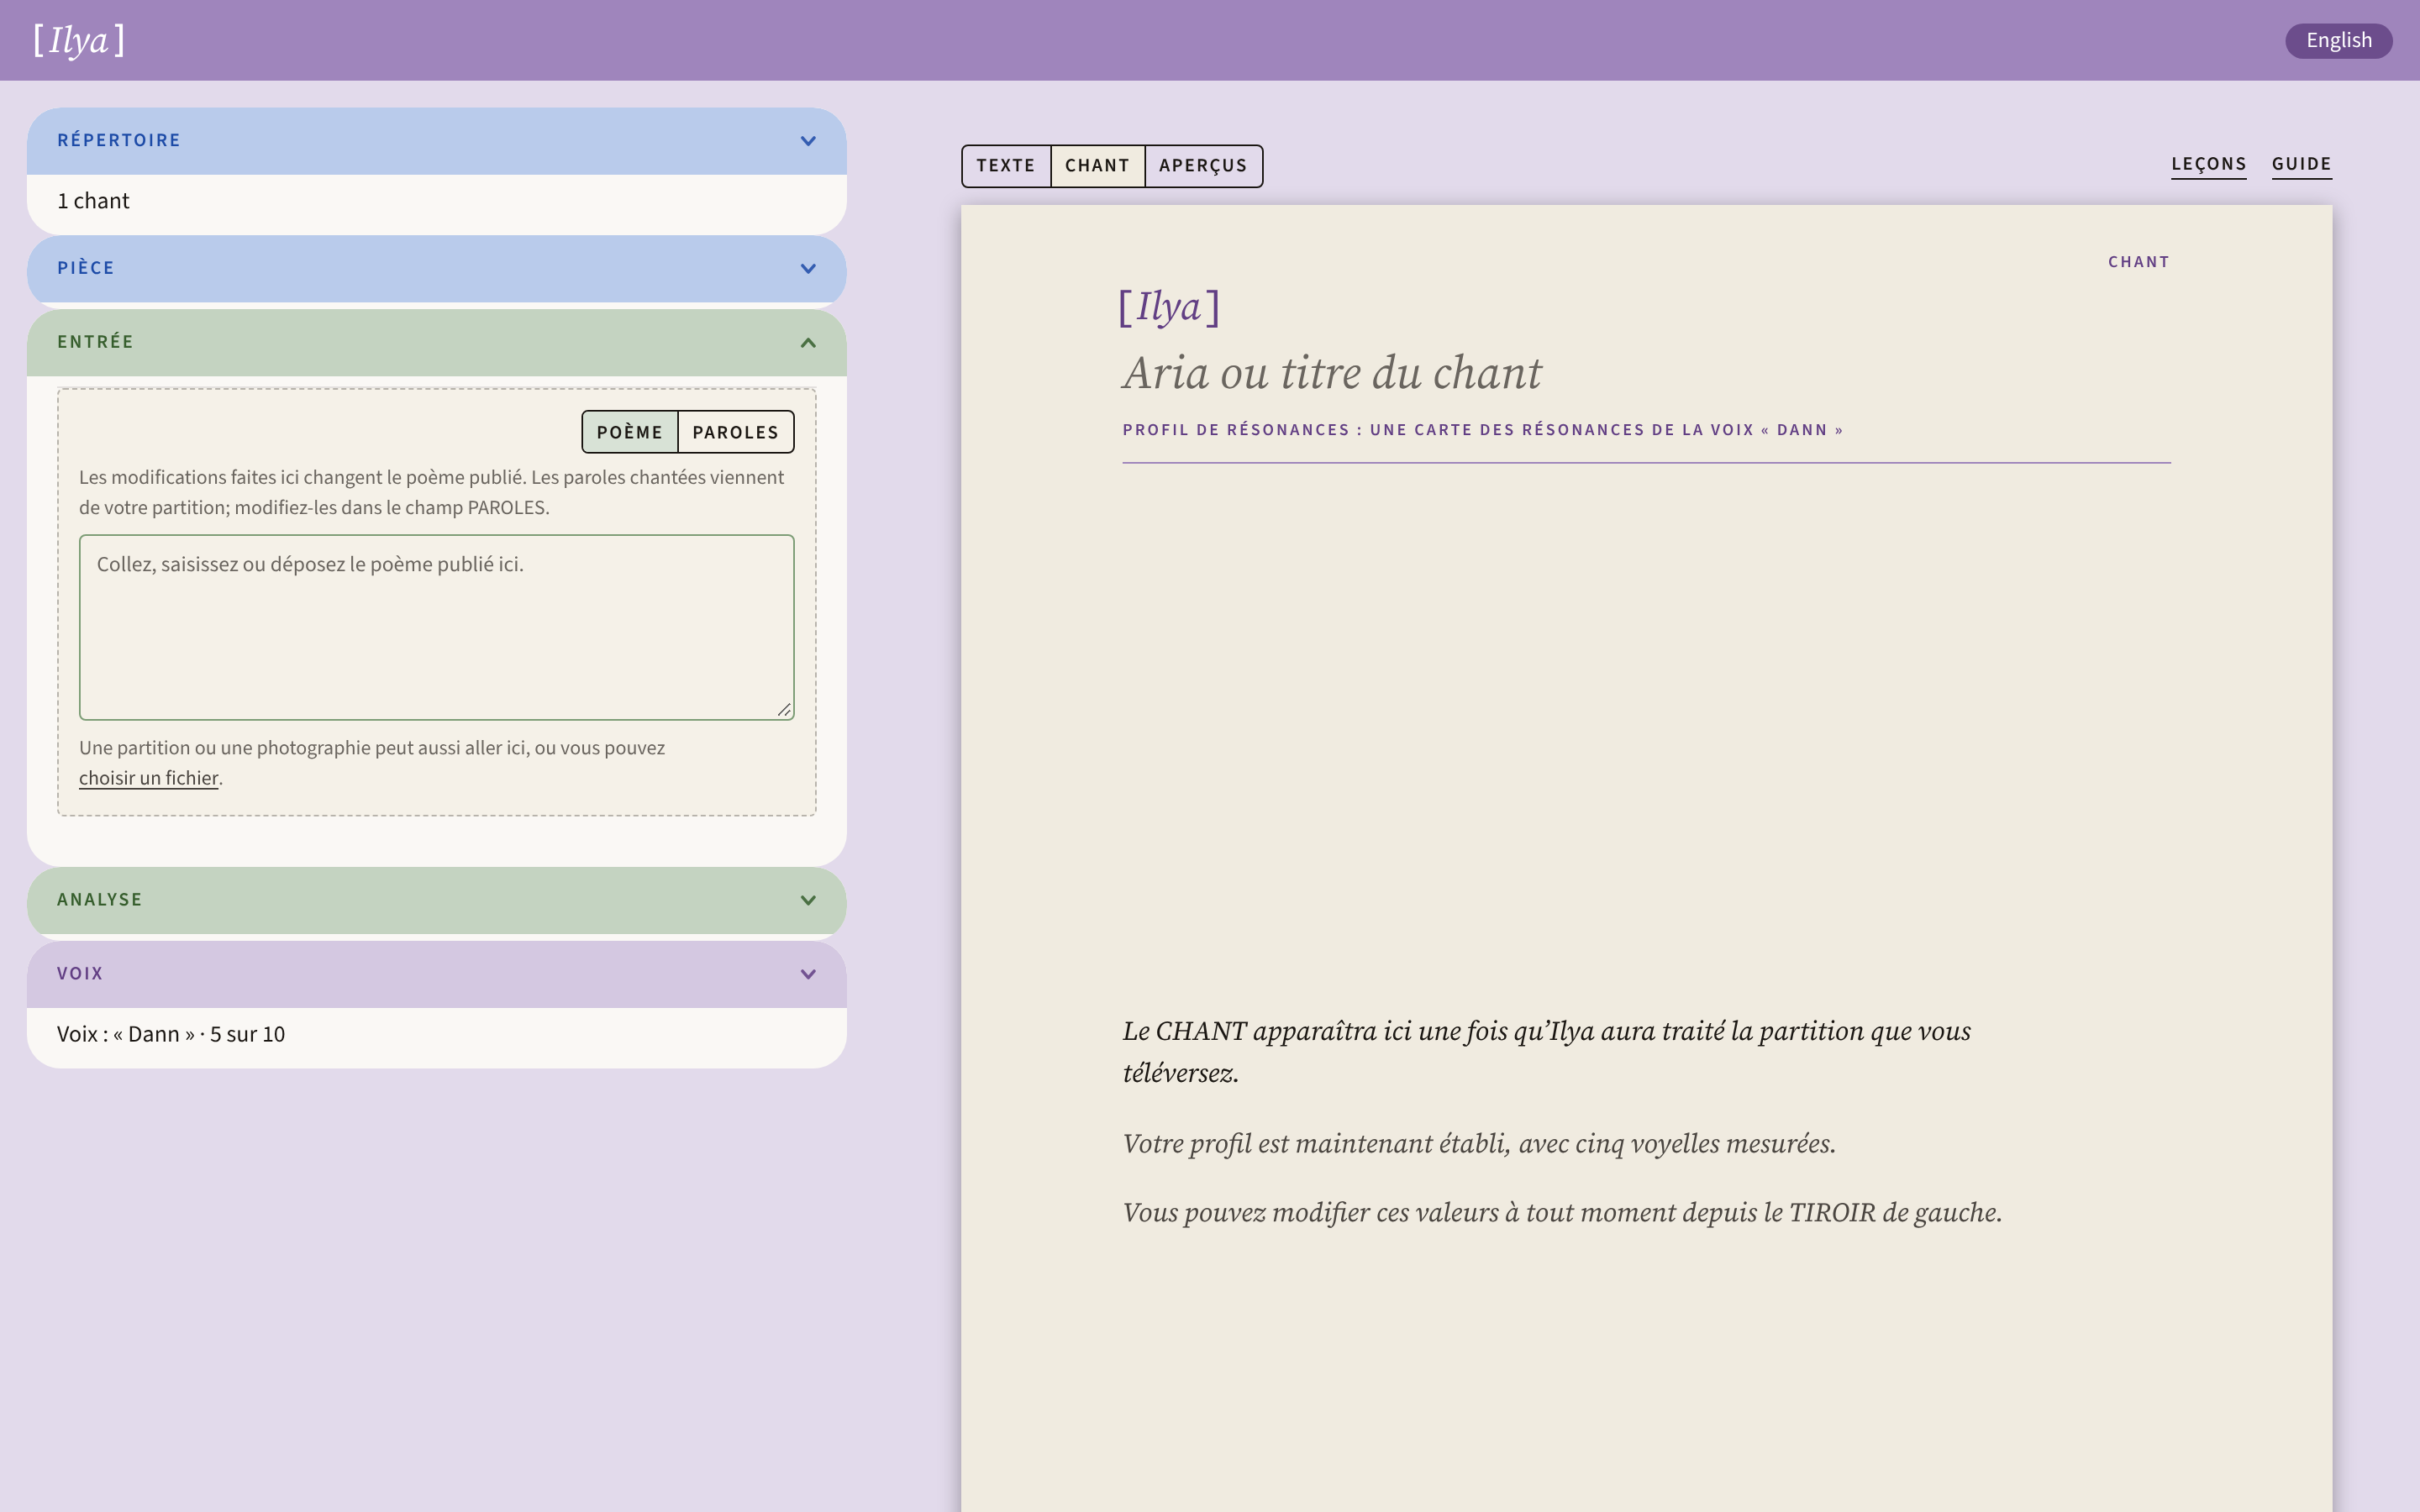 [Ilya]
English
RÉPERTOIRE
1 chant
PIÈCE
ENTRÉE
POÈME
PAROLES
Les modifications faites ici changent le poème publié. Les paroles chantées viennent
de votre partition; modifiez-les dans le champ PAROLES.
Collez, saisissez ou déposez le poème publié ici.
Une partition ou une photographie peut aussi aller ici, ou vous pouvez
choisir un fichier.
ANALYSE
VOIX
Voix : « Dann » · 5 sur 10
TEXTE
CHANT
APERÇUS
LEÇONS
GUIDE
CHANT
[Ilya]
Aria ou titre du chant
PROFIL DE RÉSONANCES : UNE CARTE DES RÉSONANCES DE LA VOIX « DANN »
Le CHANT apparaîtra ici une fois qu’Ilya aura traité la partition que vous
téléversez.
Votre profil est maintenant établi, avec cinq voyelles mesurées.
Vous pouvez modifier ces valeurs à tout moment depuis le TIROIR de gauche.